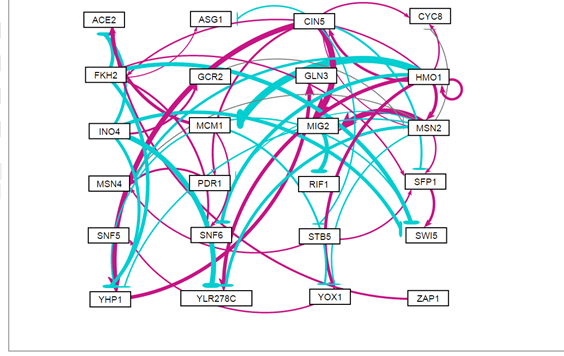 ACE2 ASG1 CIN5 CYC8
FKH2 GCR2 GLN3 HMO1
INO4 MCM1 MIG2 MSN2
MSN4 PDR1 RIF1 SFP1
SNF5 SNF6 STB5 SWI5
YHP1 YLR278C YOX1 ZAP1